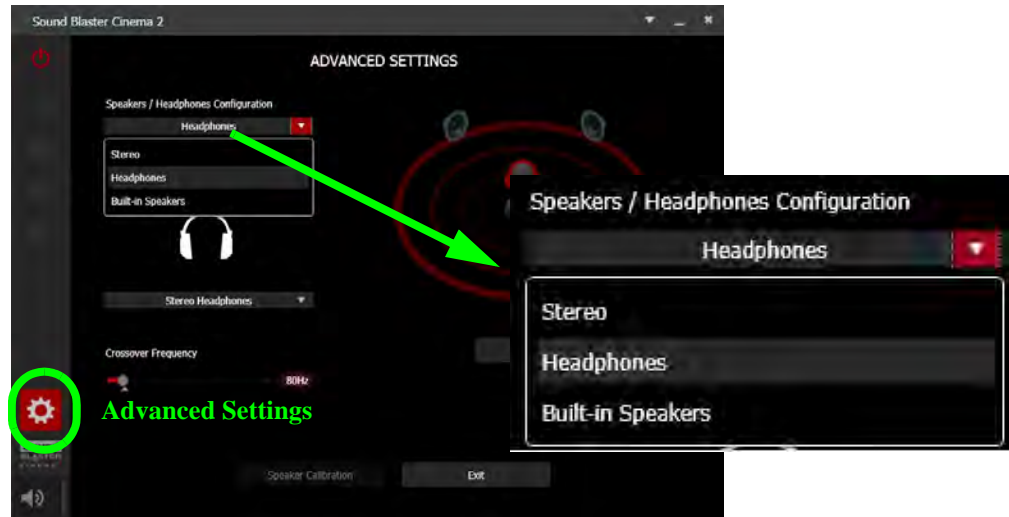 Sound Blaster Cinema 2
ADVANCED SETTINGS
Speakers / Headphones Configuration
Headphones
Stereo
Headphones
Built-in Speakers
Stereo Headphones
Crossover Frequency
80Hz
Advanced Settings
BLASTER
Speaker Calibration
Exit
Speakers / Headphones Configuration
Headphones
Stereo
Headphones
Built-in Speakers